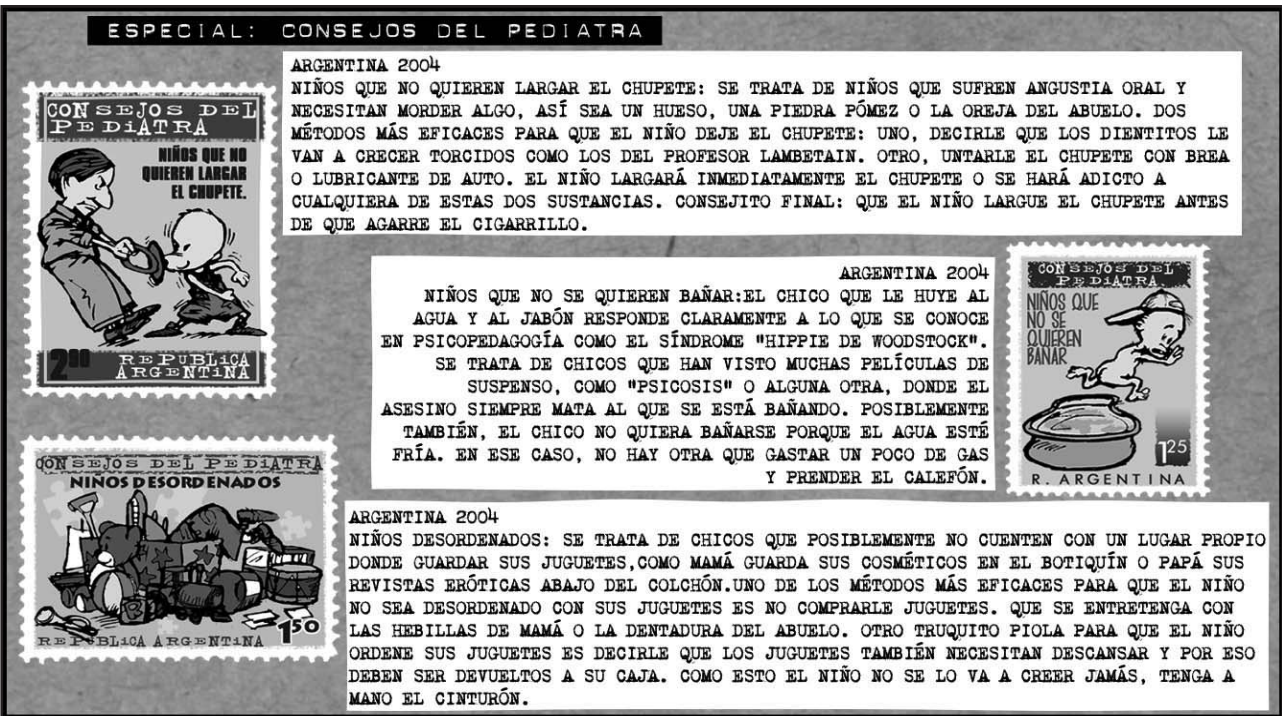 ESPECIAL: CONSEJOS DEL PEDIATRA
CONSEJOS DEL
PEDIATRA
NIÑOS QUE NO
QUIEREN LARGAR
EL CHUPETE.
2.90
REPUBLICA
ARGENTINA
ARGENTINA 2004
NIÑOS QUE NO QUIEREN LARGAR EL CHUPETE: SE TRATA DE NIÑOS QUE SUFREN ANGUSTIA ORAL Y
NECESITAN MORDER ALGO, ASÍ SEA UN HUESO, UNA PIEDRA PÓMEZ O LA OREJA DEL ABUELO. DOS
MÉTODOS MÁS EFICACES PARA QUE EL NIÑO DEJE EL CHUPETE: UNO, DECIRLE QUE LOS DIENTITOS LE
VAN A CRECER TORCIDOS COMO LOS DEL PROFESOR LAMBETAIN. OTRO, UNTARLE EL CHUPETE CON BREA
O LUBRICANTE DE AUTO. EL NIÑO LARGARÁ INMEDIATAMENTE EL CHUPETE O SE HARÁ ADICTO A
CUALQUIERA DE ESTAS DOS SUSTANCIAS. CONSEJITO FINAL: QUE EL NIÑO LARGUE EL CHUPETE ANTES
DE QUE AGARRE EL CIGARRILLO.
ARGENTINA 2004
NIÑOS QUE NO SE QUIEREN BAÑAR:EL CHICO QUE LE HUYE AL
AGUA Y AL JABÓN RESPONDE CLARAMENTE A LO QUE SE CONOCE
EN PSICOPEDAGOGÍA COMO EL SÍNDROME "HIPPIE DE WOODSTOCK".
SE TRATA DE CHICOS QUE HAN VISTO MUCHAS PELÍCULAS DE
SUSPENSO, COMO "PSICOSIS" O ALGUNA OTRA, DONDE EL
ASESINO SIEMPRE MATA AL QUE SE ESTÁ BAÑANDO. POSIBLEMENTE
TAMBIÉN, EL CHICO NO QUIERA BAÑARSE PORQUE EL AGUA ESTÉ
FRÍA. EN ESE CASO, NO HAY OTRA QUE GASTAR UN POCO DE GAS
Y PRENDER EL CALEFÓN.
CONSEJOS DEL
PEDIATRA.
NIÑOS QUE
NO SE
QUIEREN
BAÑAR
1.25
R. ARGENTINA
CONSEJOS DEL PEDIATRA
NIÑOS DESORDENADOS
1.50
REPUBLICA ARGENTINA
ARGENTINA 2004
NIÑOS DESORDENADOS: SE TRATA DE CHICOS QUE POSIBLEMENTE NO CUENTEN CON UN LUGAR PROPIO
DONDE GUARDAR SUS JUGUETES,COMO MAMÁ GUARDA SUS COSMÉTICOS EN EL BOTIQUÍN O PAPÁ SUS
REVISTAS ERÓTICAS ABAJO DEL COLCHÓN.UNO DE LOS MÉTODOS MÁS EFICACES PARA QUE EL NIÑO
NO SEA DESORDENADO CON SUS JUGUETES ES NO COMPRARLE JUGUETES. QUE SE ENTRETENGA CON
LAS HEBILLAS DE MAMÁ O LA DENTADURA DEL ABUELO. OTRO TRUQUITO PIOLA PARA QUE EL NIÑO
ORDENE SUS JUGUETES ES DECIRLE QUE LOS JUGUETES TAMBIÉN NECESITAN DESCANSAR Y POR ESO
DEBEN SER DEVUELTOS A SU CAJA. COMO ESTO EL NIÑO NO SE LO VA A CREER JAMÁS, TENGA A
MANO EL CINTURÓN.